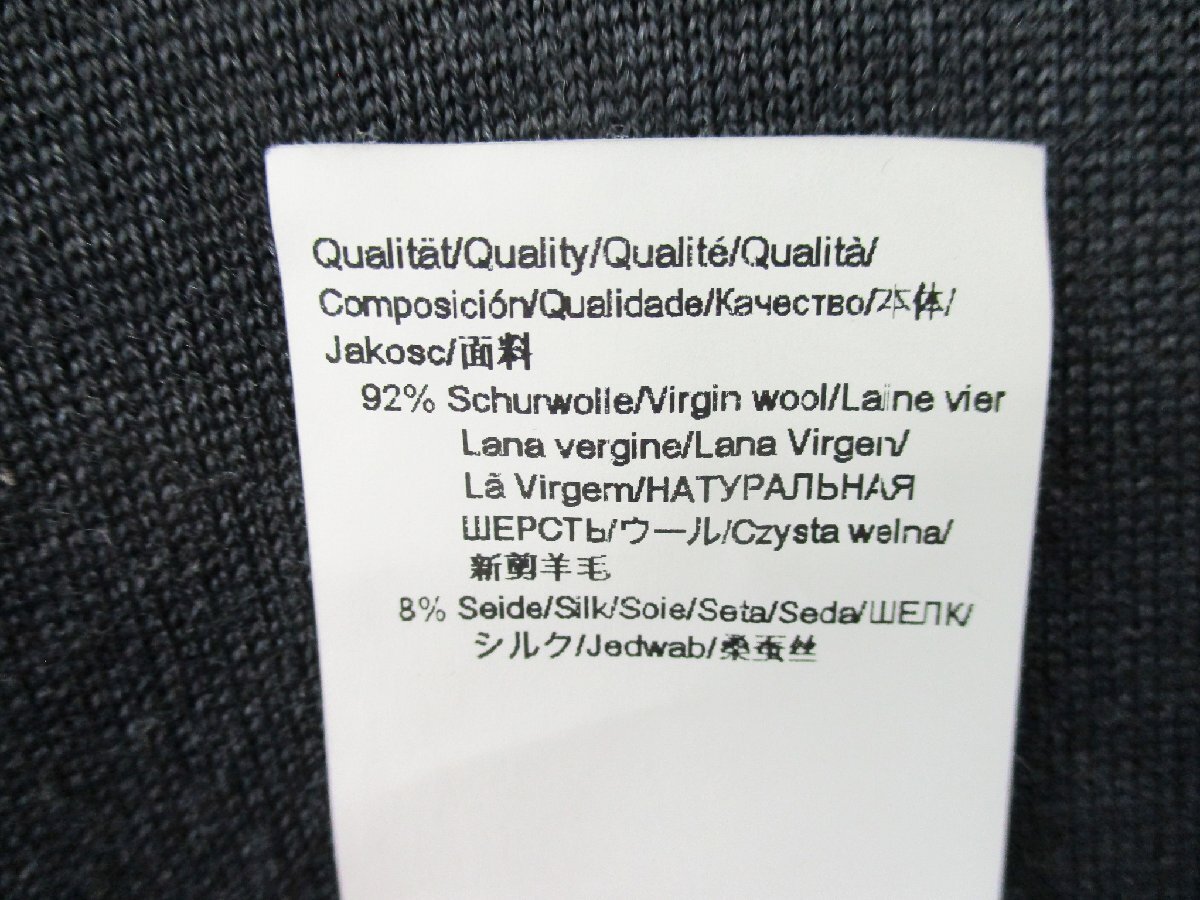 Qualität/Quality/Qualité/Qualità/
Composición/Qualidade/Качество/本体/
Jakosc/面料
92% Schurwolle/Virgin wool/Laine vier
Lana vergine/Lana Virgen/
Lã Virgem/НАТУРАЛЬНАЯ
ШЕРСТЬ/ウール/Czysta welna/
新剪羊毛
8% Seide/Silk/Soie/Seta/Seda/ШЕЛК/
シルク/Jedwab/桑蚕丝